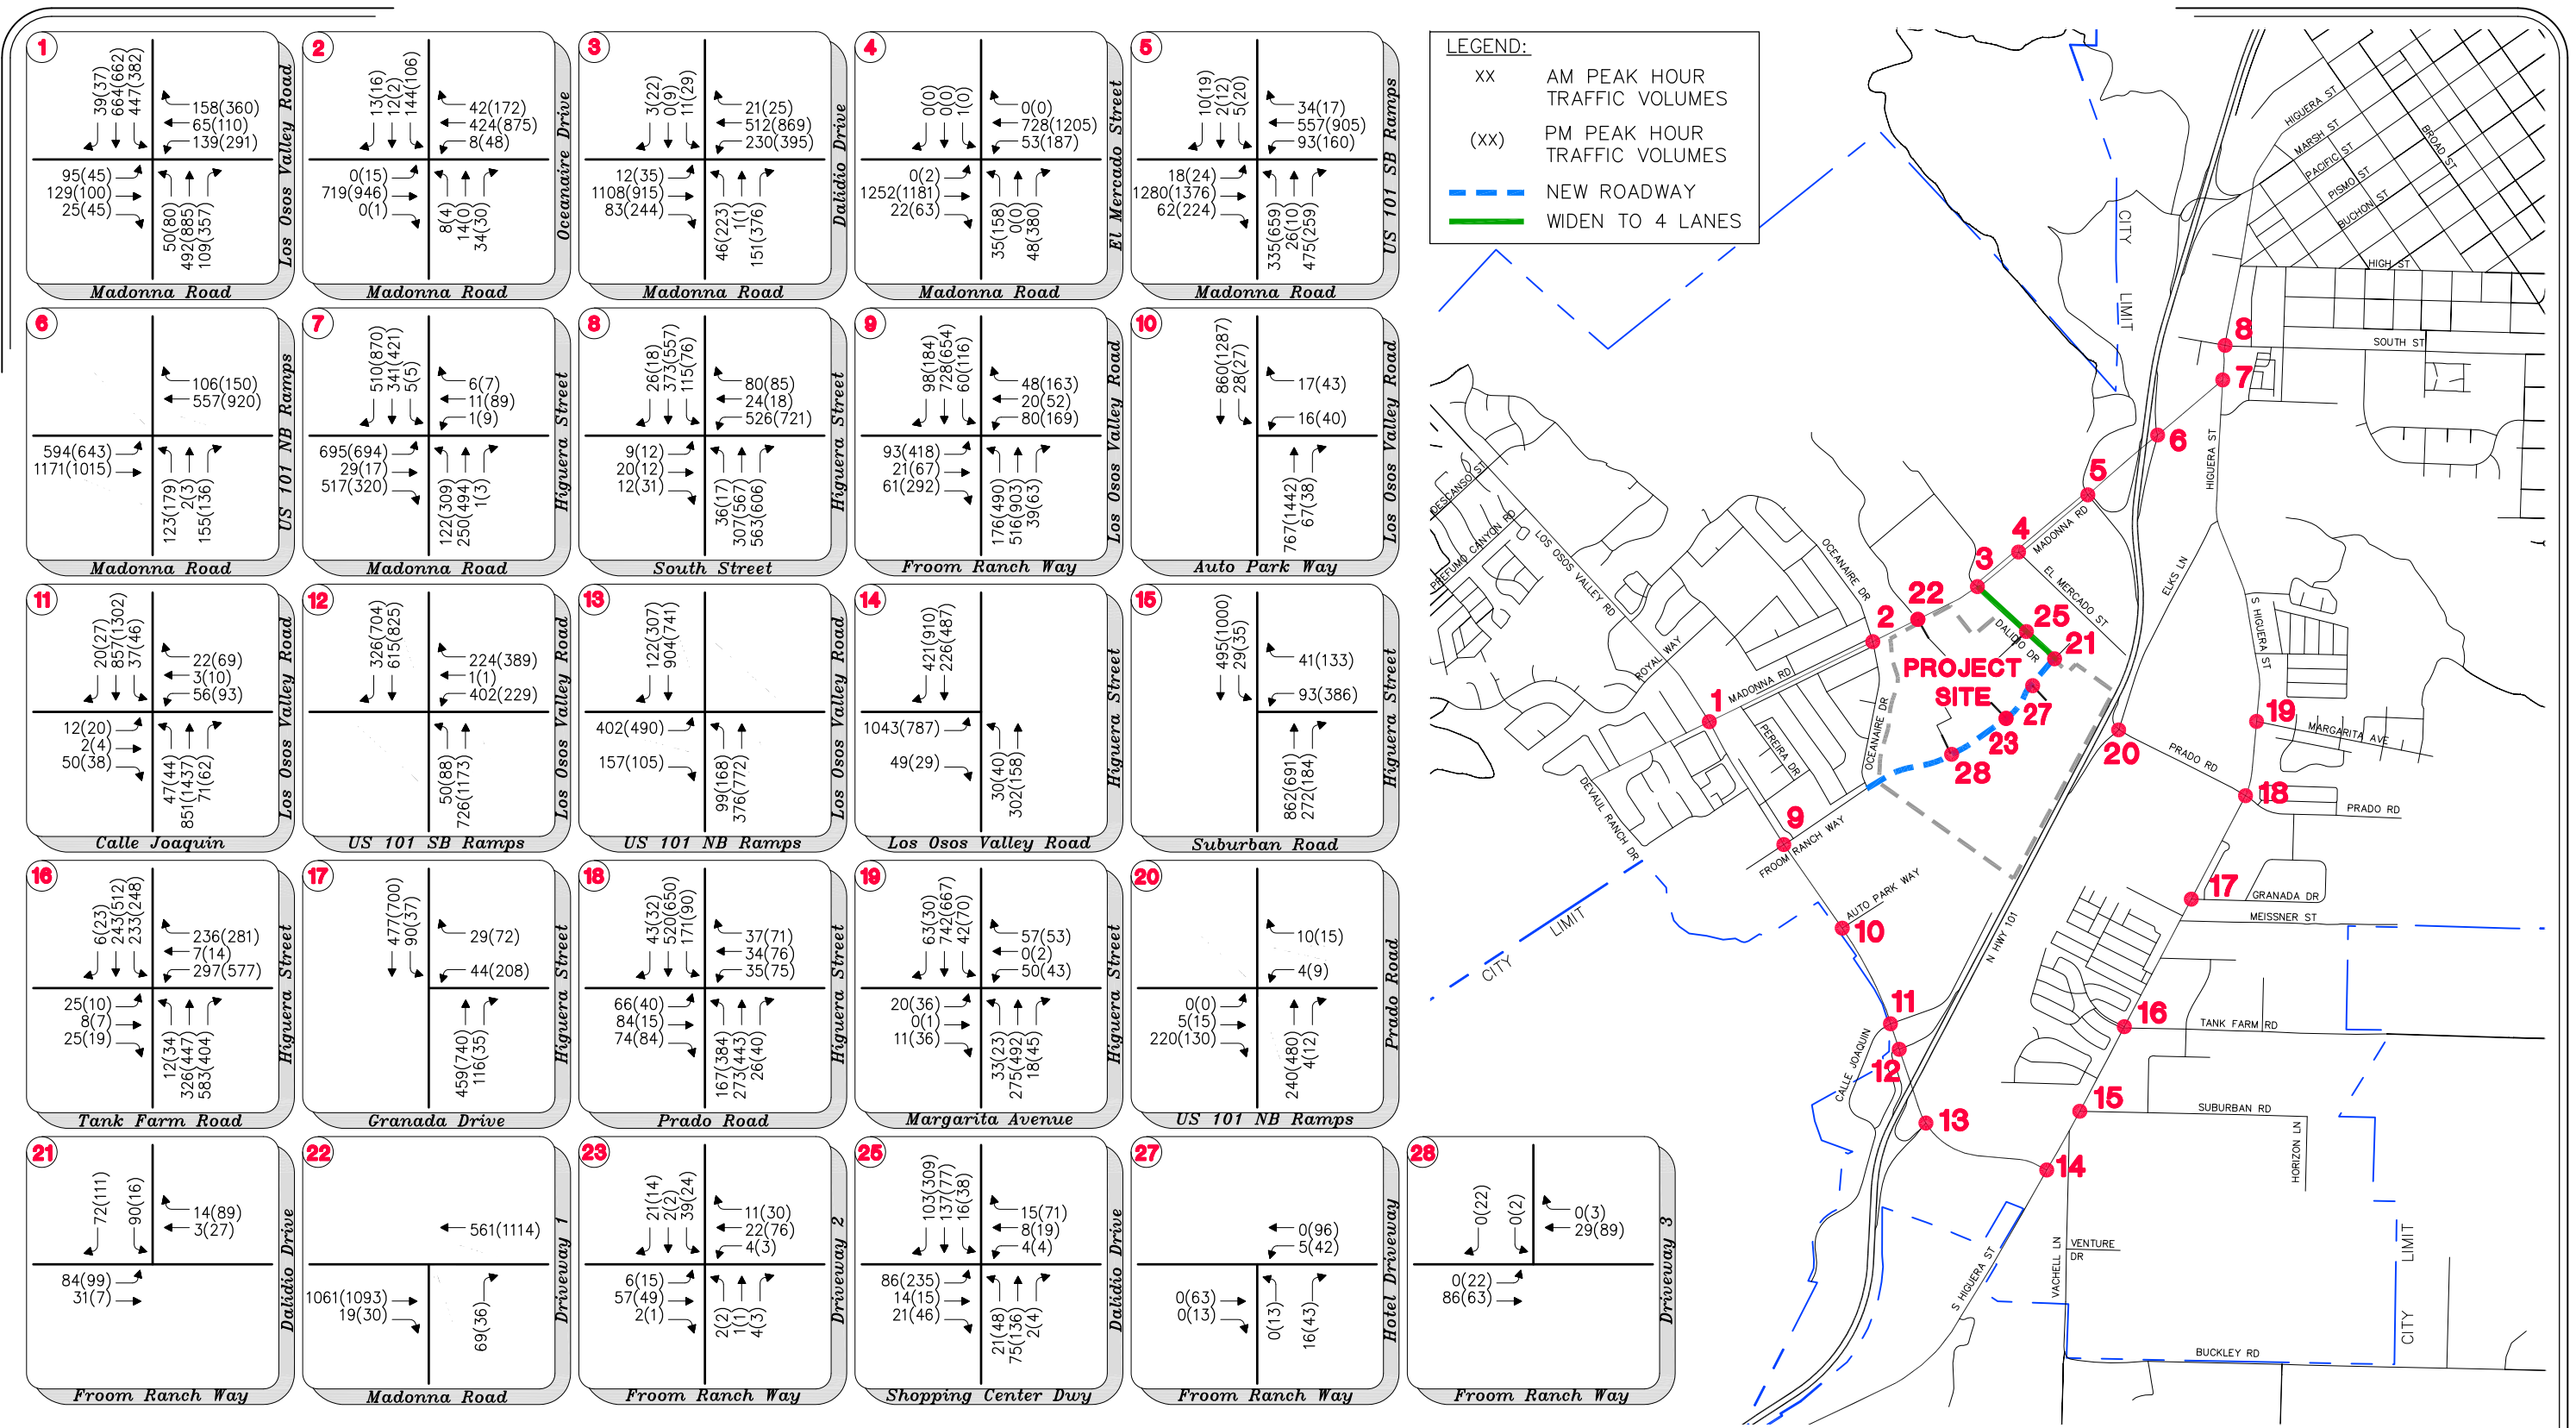 1
39(37)
664(662)
447(382)
158(360)
65(110)
139(291)
95(45)
129(100)
25(45)
50(80)
492(885)
109(357)
Los Osos Valley Road
Madonna Road
2
13(16)
12(2)
144(106)
42(172)
424(875)
8(48)
0(15)
719(946)
0(1)
8(4)
14(0)
34(30)
Oceanaire Drive
Madonna Road
3
3(22)
0(9)
11(29)
21(25)
512(869)
230(395)
12(35)
1108(915)
83(244)
46(223)
1(1)
151(376)
Dalidio Drive
Madonna Road
4
0(0)
0(0)
1(0)
0(0)
728(1205)
53(187)
0(2)
1252(1181)
22(63)
35(158)
0(0)
48(380)
El Mercado Street
Madonna Road
5
10(19)
2(12)
5(20)
34(17)
557(905)
93(160)
18(24)
1280(1376)
62(224)
335(659)
26(10)
475(259)
US 101 SB Ramps
Madonna Road
6
106(150)
557(920)
594(643)
1171(1015)
123(179)
2(3)
155(136)
US 101 NB Ramps
Madonna Road
7
510(870)
341(421)
5(5)
6(7)
11(89)
1(9)
695(694)
29(17)
517(320)
122(309)
250(494)
1(3)
Higuera Street
Madonna Road
8
26(18)
373(557)
115(76)
80(85)
24(18)
526(721)
9(12)
20(12)
12(31)
36(17)
307(567)
563(606)
Higuera Street
South Street
9
98(184)
728(654)
60(116)
48(163)
20(52)
80(169)
93(418)
21(67)
61(292)
176(490)
516(903)
39(63)
Los Osos Valley Road
Froom Ranch Way
10
860(1287)
28(27)
17(43)
16(40)
767(1442)
67(38)
Los Osos Valley Road
Auto Park Way
11
20(27)
857(1302)
37(46)
22(69)
3(10)
56(93)
12(20)
2(4)
50(38)
47(44)
851(1437)
71(62)
Los Osos Valley Road
Calle Joaquin
12
326(704)
615(825)
224(389)
1(1)
402(229)
50(88)
726(1173)
Los Osos Valley Road
US 101 SB Ramps
13
122(307)
904(741)
402(490)
157(105)
99(168)
376(772)
Los Osos Valley Road
US 101 NB Ramps
14
421(910)
226(487)
1043(787)
49(29)
30(40)
302(158)
Higuera Street
Los Osos Valley Road
15
495(1000)
29(35)
41(133)
93(386)
862(691)
272(184)
Higuera Street
Suburban Road
16
6(23)
243(512)
233(248)
236(281)
7(14)
297(577)
25(10)
8(7)
25(19)
12(34)
326(447)
583(404)
Higuera Street
Tank Farm Road
17
477(700)
90(37)
29(72)
44(208)
459(740)
116(35)
Higuera Street
Granada Drive
18
43(32)
520(650)
171(90)
37(71)
34(76)
35(75)
66(40)
84(15)
74(84)
167(384)
273(443)
26(40)
Higuera Street
Prado Road
19
63(30)
742(667)
42(70)
57(53)
0(2)
50(43)
20(36)
0(1)
11(36)
33(23)
275(492)
18(45)
Higuera Street
Margarita Avenue
20
10(15)
4(9)
0(0)
5(15)
220(130)
240(480)
4(12)
Prado Road
US 101 NB Ramps
21
72(111)
90(16)
14(89)
3(27)
84(99)
31(7)
Dalidio Drive
Froom Ranch Way
22
561(1114)
1061(1093)
19(30)
69(36)
Driveway 1
Madonna Road
23
21(14)
2(2)
39(24)
11(30)
22(76)
4(3)
6(15)
57(49)
2(1)
2(2)
1(1)
4(3)
Driveway 2
Froom Ranch Way
25
103(309)
137(77)
16(38)
15(71)
8(19)
4(4)
86(235)
14(15)
21(46)
21(48)
75(136)
2(4)
Dalidio Drive
Shopping Center Dwy
27
0(96)
5(42)
0(63)
0(13)
0(13)
16(43)
Hotel Driveway
Froom Ranch Way
28
0(22)
0(2)
0(3)
29(89)
0(22)
86(63)
Driveway 3
Froom Ranch Way
LEGEND:
XX AM PEAK HOUR
TRAFFIC VOLUMES
(XX) PM PEAK HOUR
TRAFFIC VOLUMES
NEW ROADWAY
WIDEN TO 4 LANES
HIGUERA ST
MARSH ST
PACIFIC ST
PISMO ST
BUCHON ST
BROAD ST
HIGH ST
CITY LIMIT
8
SOUTH ST
7
6
HIGUERA ST
5
4
MADONNA RD
3
EL MERCADO ST
ELKS LN
DESCANSO ST
PREFUMO CANYON RD
LOS OSOS VALLEY RD
OCEANAIRE DR
22
2
25
DALIDIO DR
21
S HIGUERA ST
ROYAL WAY
PROJECT
SITE
1
MADONNA RD
27
23
28
19
MARGARITA AVE
20
PRADO RD
18
PRADO RD
PEREIRA DR
OCEANAIRE DR
DEVAUL RANCH DR
9
FROOM RANCH WAY
17
GRANADA DR
MEISSNER ST
AUTO PARK WAY
10
CITY LIMIT
N HWY 101
11
16
TANK FARM RD
CALLE JOAQUIN
12
15
SUBURBAN RD
13
HORIZON LN
14
VENTURE
DR
VACHELL LN
S HIGUERA ST
CITY LIMIT
BUCKLEY RD